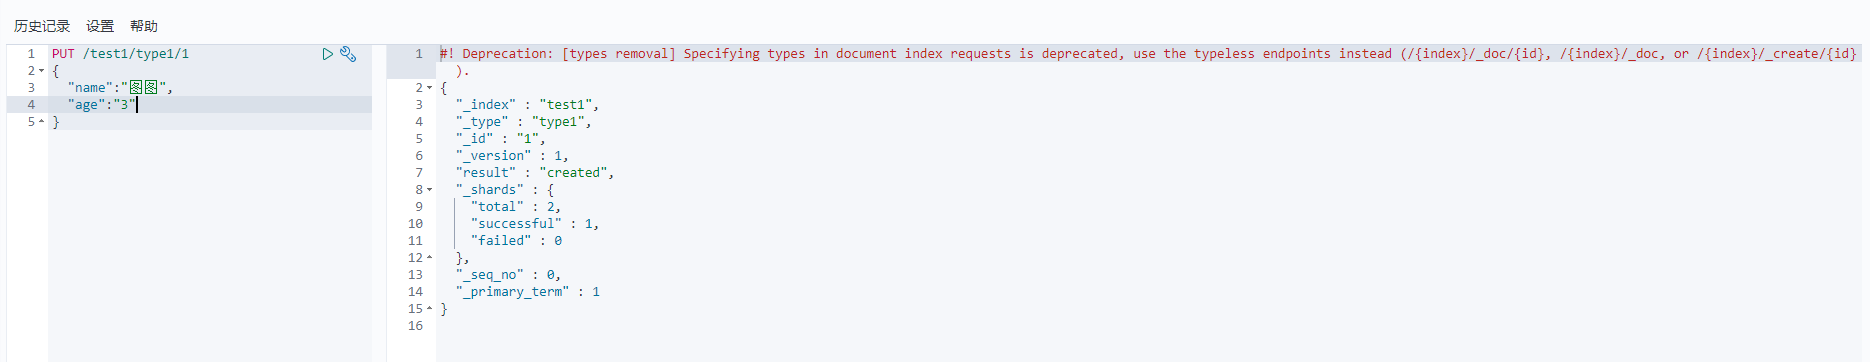 历史记录 设置 帮助
1 PUT /test1/type1/1
2 {
3 "name":"图图",
4 "age":"3"
5 }
1 #! Deprecation: [types removal] Specifying types in document index requests is deprecated, use the typeless endpoints instead (/{index}/_doc/{id}, /{index}/_doc, or /{index}/_create/{id}
).
2 {
3 "_index" : "test1",
4 "_type" : "type1",
5 "_id" : "1",
6 "_version" : 1,
7 "result" : "created",
8 "_shards" : {
9 "total" : 2,
10 "successful" : 1,
11 "failed" : 0
12 },
13 "_seq_no" : 0,
14 "_primary_term" : 1
15 }
16